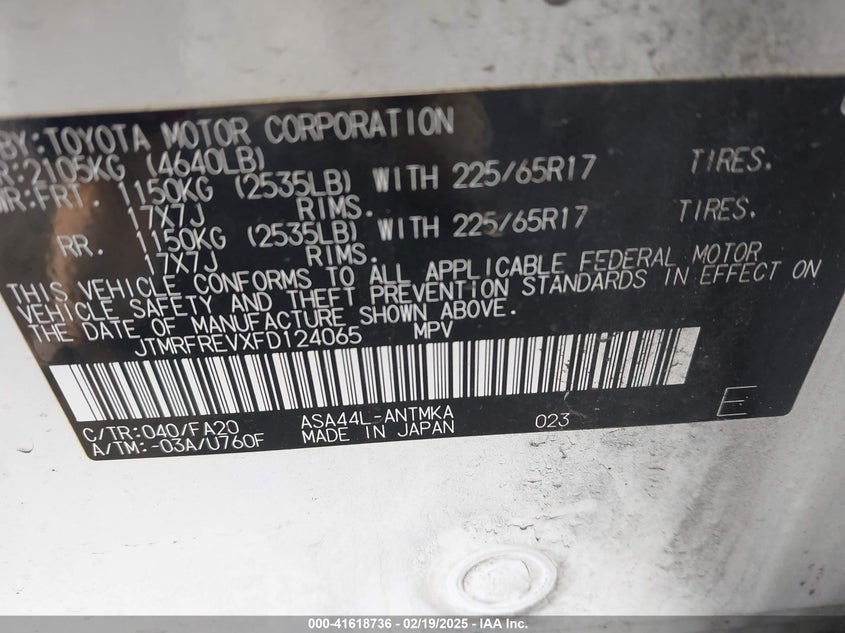 BY:TOYOTA MOTOR CORPORATION
R:2105KG (4640LB)
WR:FRT. 1150KG (2535LB) WITH 225/65R17 TIRES.
17X7J RIMS.
RR. 1150KG (2535LB) WITH 225/65R17 TIRES.
17X7J RIMS.
THIS VEHICLE CONFORMS TO ALL APPLICABLE FEDERAL MOTOR
VEHICLE SAFETY AND THEFT PREVENTION STANDARDS IN EFFECT ON
THE DATE OF MANUFACTURE SHOWN ABOVE.
JTMRFREVXFD124065 MPV
C/TR:040/FA20 ASA44L-ANTMKA 023 E
A/TM:-03A/U760F MADE IN JAPAN
000-41618736 - 02/19/2025 - IAA Inc.